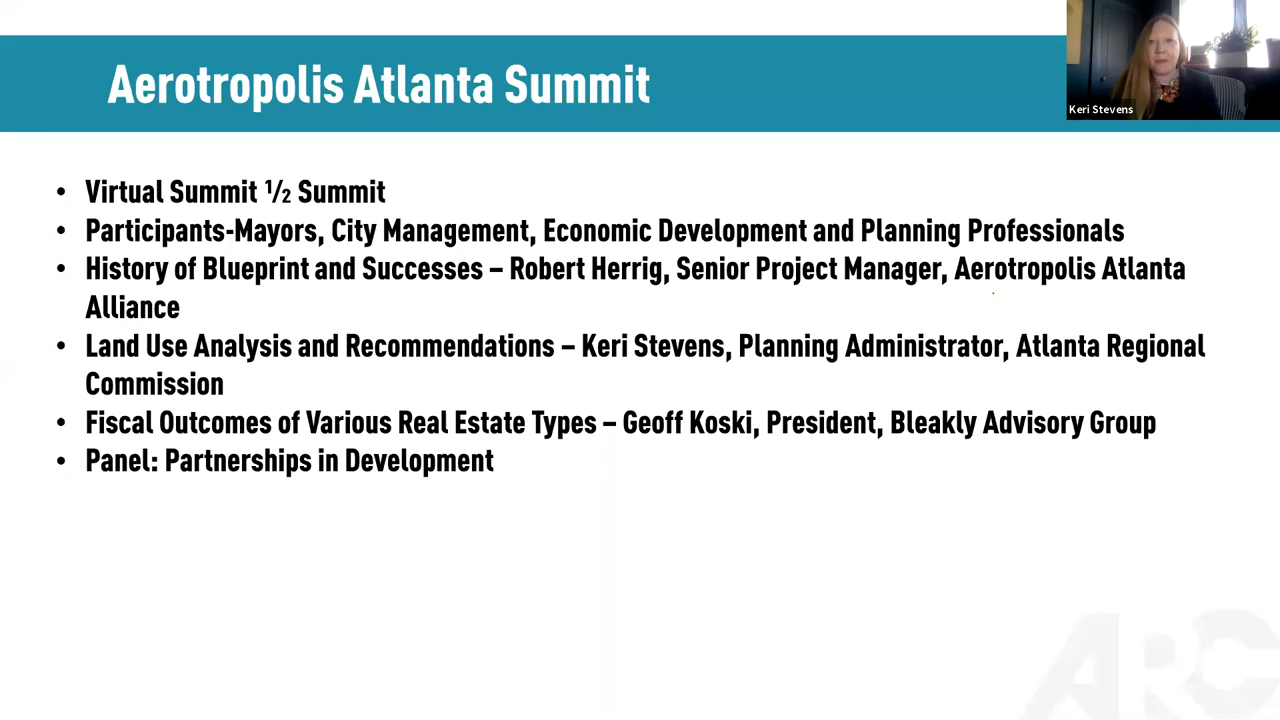 Aerotropolis Atlanta Summit
Keri Stevens
• Virtual Summit ½ Summit
• Participants-Mayors, City Management, Economic Development and Planning Professionals
• History of Blueprint and Successes – Robert Herrig, Senior Project Manager, Aerotropolis Atlanta
Alliance
• Land Use Analysis and Recommendations – Keri Stevens, Planning Administrator, Atlanta Regional
Commission
• Fiscal Outcomes of Various Real Estate Types – Geoff Koski, President, Bleakly Advisory Group
• Panel: Partnerships in Development
ARC